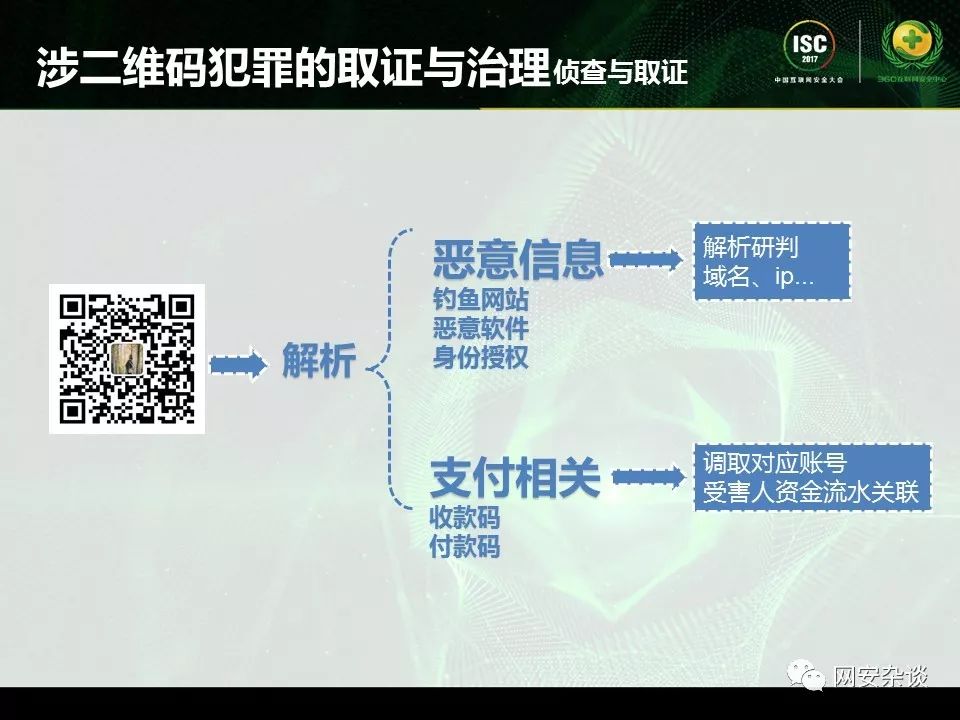 涉二维码犯罪的取证与治理侦查与取证
ISC
2017
中国互联网安全大会
360互联网安全中心
解析
恶意信息
钓鱼网站
恶意软件
身份授权
解析研判
域名、ip...
支付相关
收款码
付款码
调取对应账号
受害人资金流水关联
网安杂谈